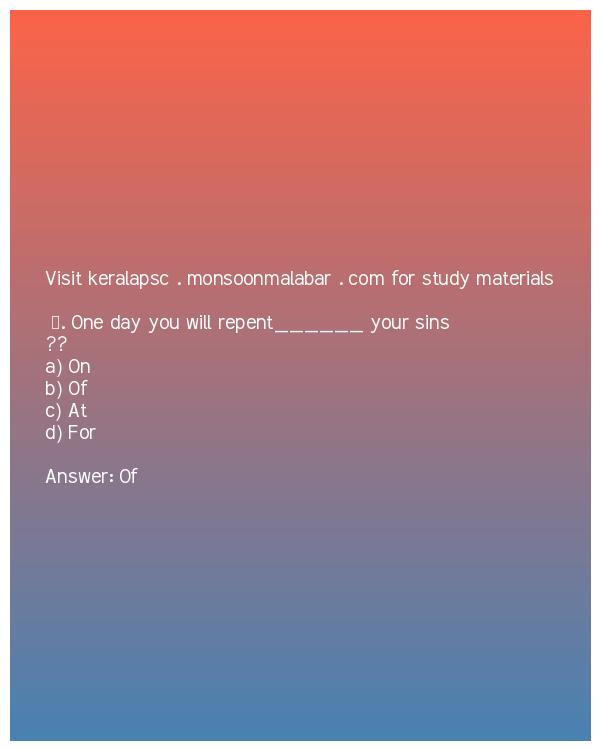 Visit keralapsc . monsoonmalabar . com for study materials
. One day you will repent______ your sins
??
a) On
b) Of
c) At
d) For
Answer: Of